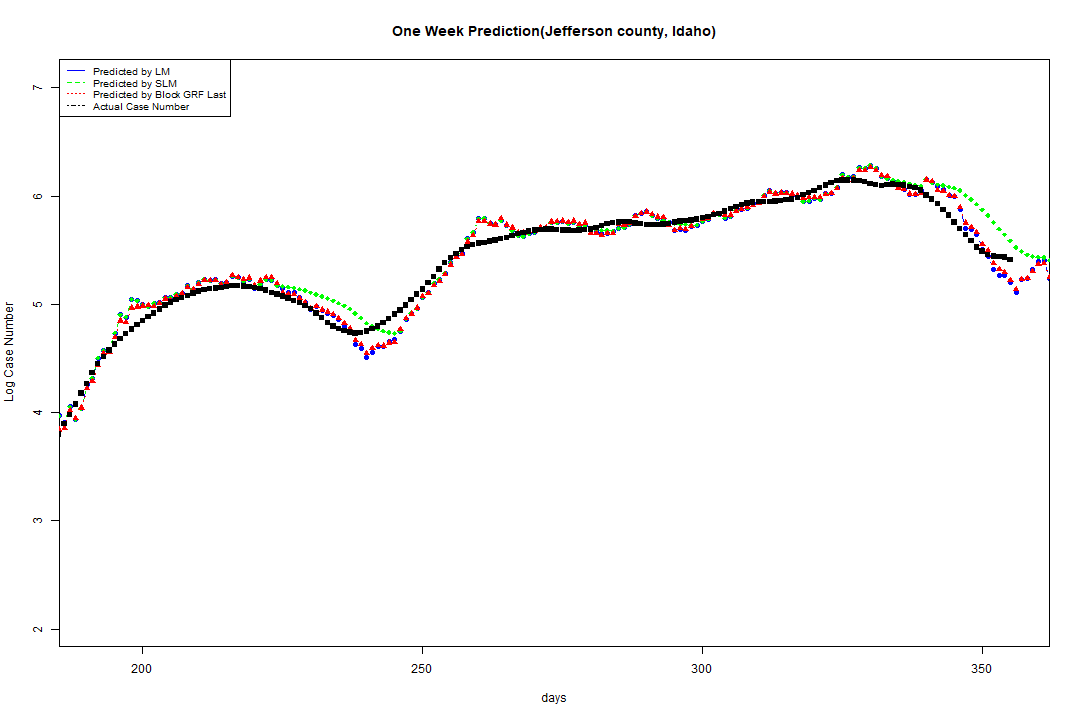 One Week Prediction(Jefferson county, Idaho)
Predicted by LM
Predicted by SLM
Predicted by Block GRF Last
Actual Case Number
7
6
5
4
3
2
Log Case Number
200
250
300
350
days